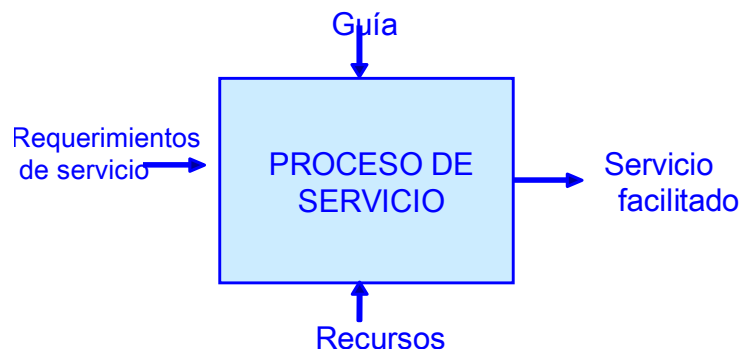 Guía
Requerimientos
de servicio
PROCESO DE
SERVICIO
Servicio
facilitado
Recursos